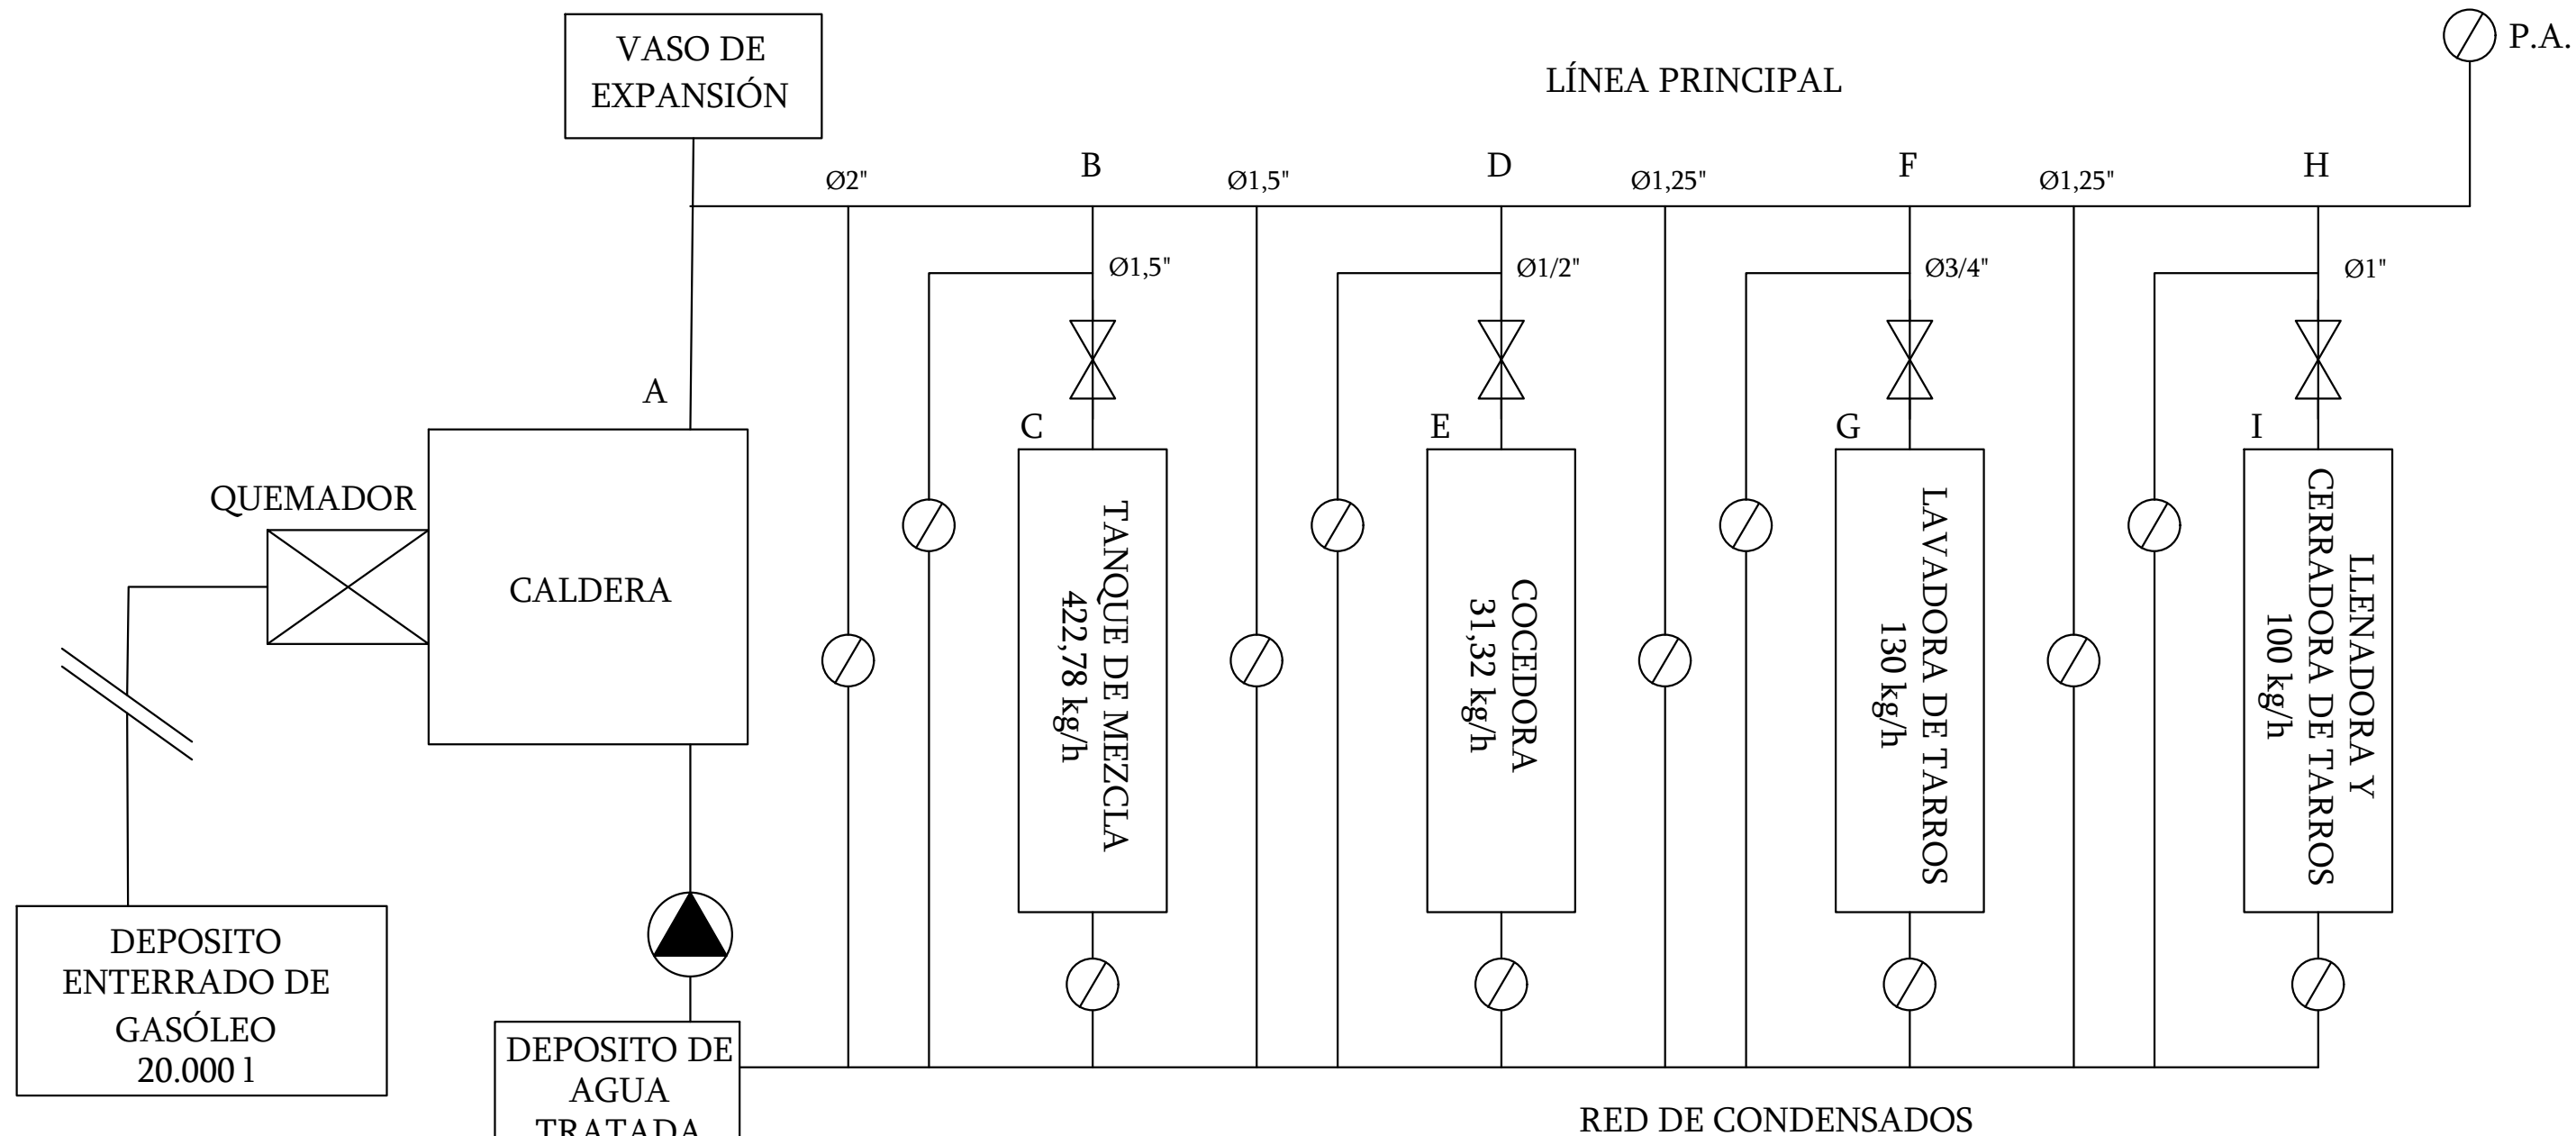 VASO DE
EXPANSIÓN
LÍNEA PRINCIPAL
P.A.
Ø2"
B
Ø1,5"
D
Ø1,25"
F
Ø1,25"
H
Ø1,5"
Ø1/2"
Ø3/4"
Ø1"
A
C
E
G
I
QUEMADOR
CALDERA
TANQUE DE MEZCLA
422,78 kg/h
COCEDORA
31,32 kg/h
LAVADORA DE TARROS
130 kg/h
LLENADORA Y
CERRADORA DE TARROS
100 kg/h
DEPOSITO
ENTERRADO DE
GASÓLEO
20.000 l
DEPOSITO DE
AGUA
TRATADA
RED DE CONDENSADOS